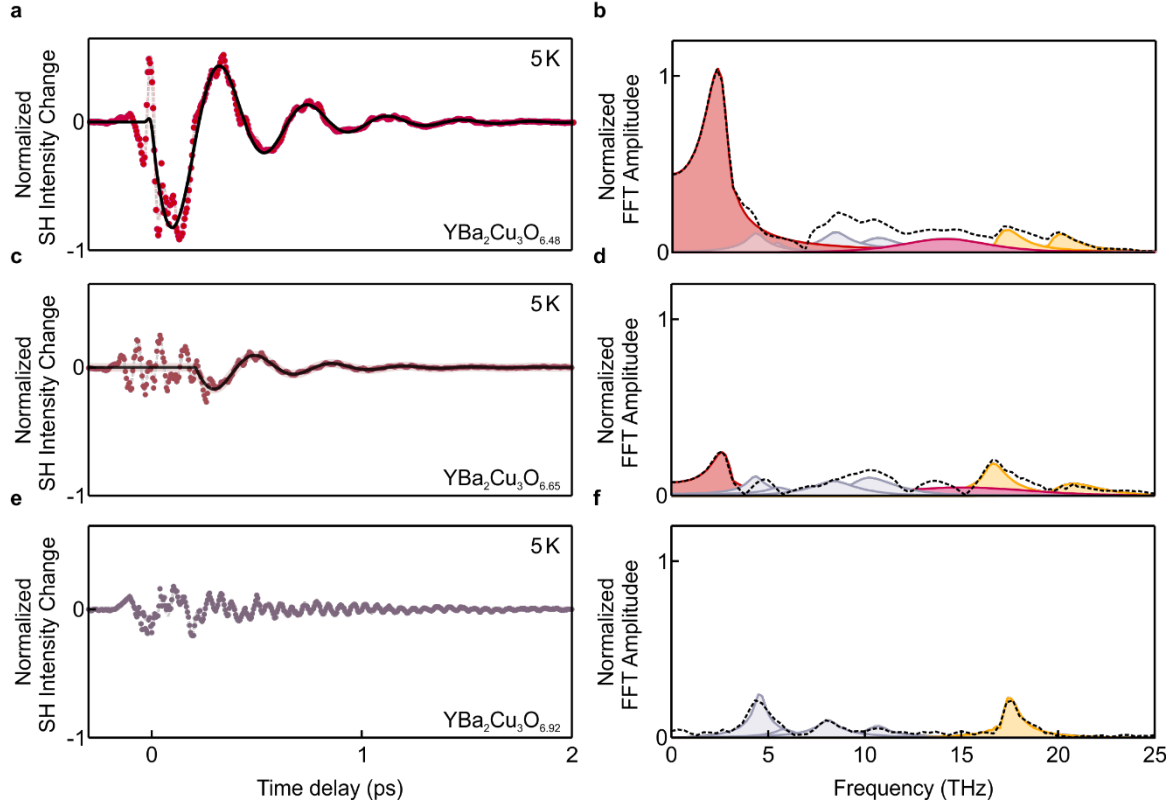 a
5 K
Normalized
SH Intensity Change
0
-1
YBa₂Cu₃O₆.₄₈
b
Normalized
FFT Amplitudee
1
0
c
5 K
Normalized
SH Intensity Change
0
-1
YBa₂Cu₃O₆.₆₅
d
Normalized
FFT Amplitudee
1
0
e
5 K
Normalized
SH Intensity Change
0
-1
YBa₂Cu₃O₆.₉₂
0
1
2
Time delay (ps)
f
Normalized
FFT Amplitudee
1
0
0
5
10
15
20
25
Frequency (THz)